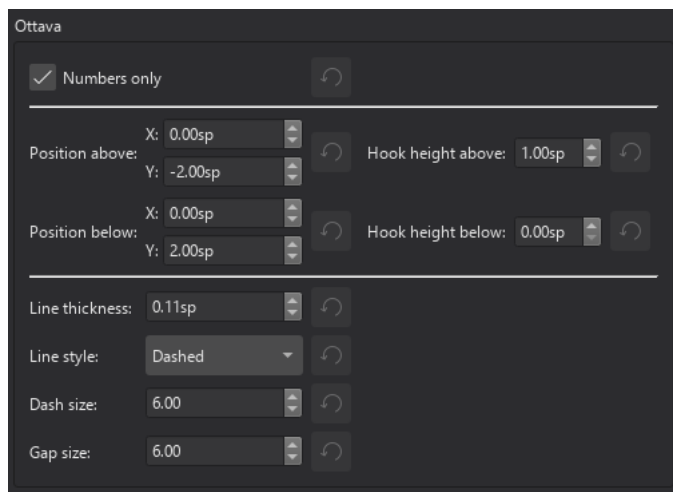 Ottava
Numbers only
Position above: X: 0.00sp
Y: -2.00sp
Hook height above: 1.00sp
Position below: X: 0.00sp
Y: 2.00sp
Hook height below: 0.00sp
Line thickness: 0.11sp
Line style: Dashed
Dash size: 6.00
Gap size: 6.00